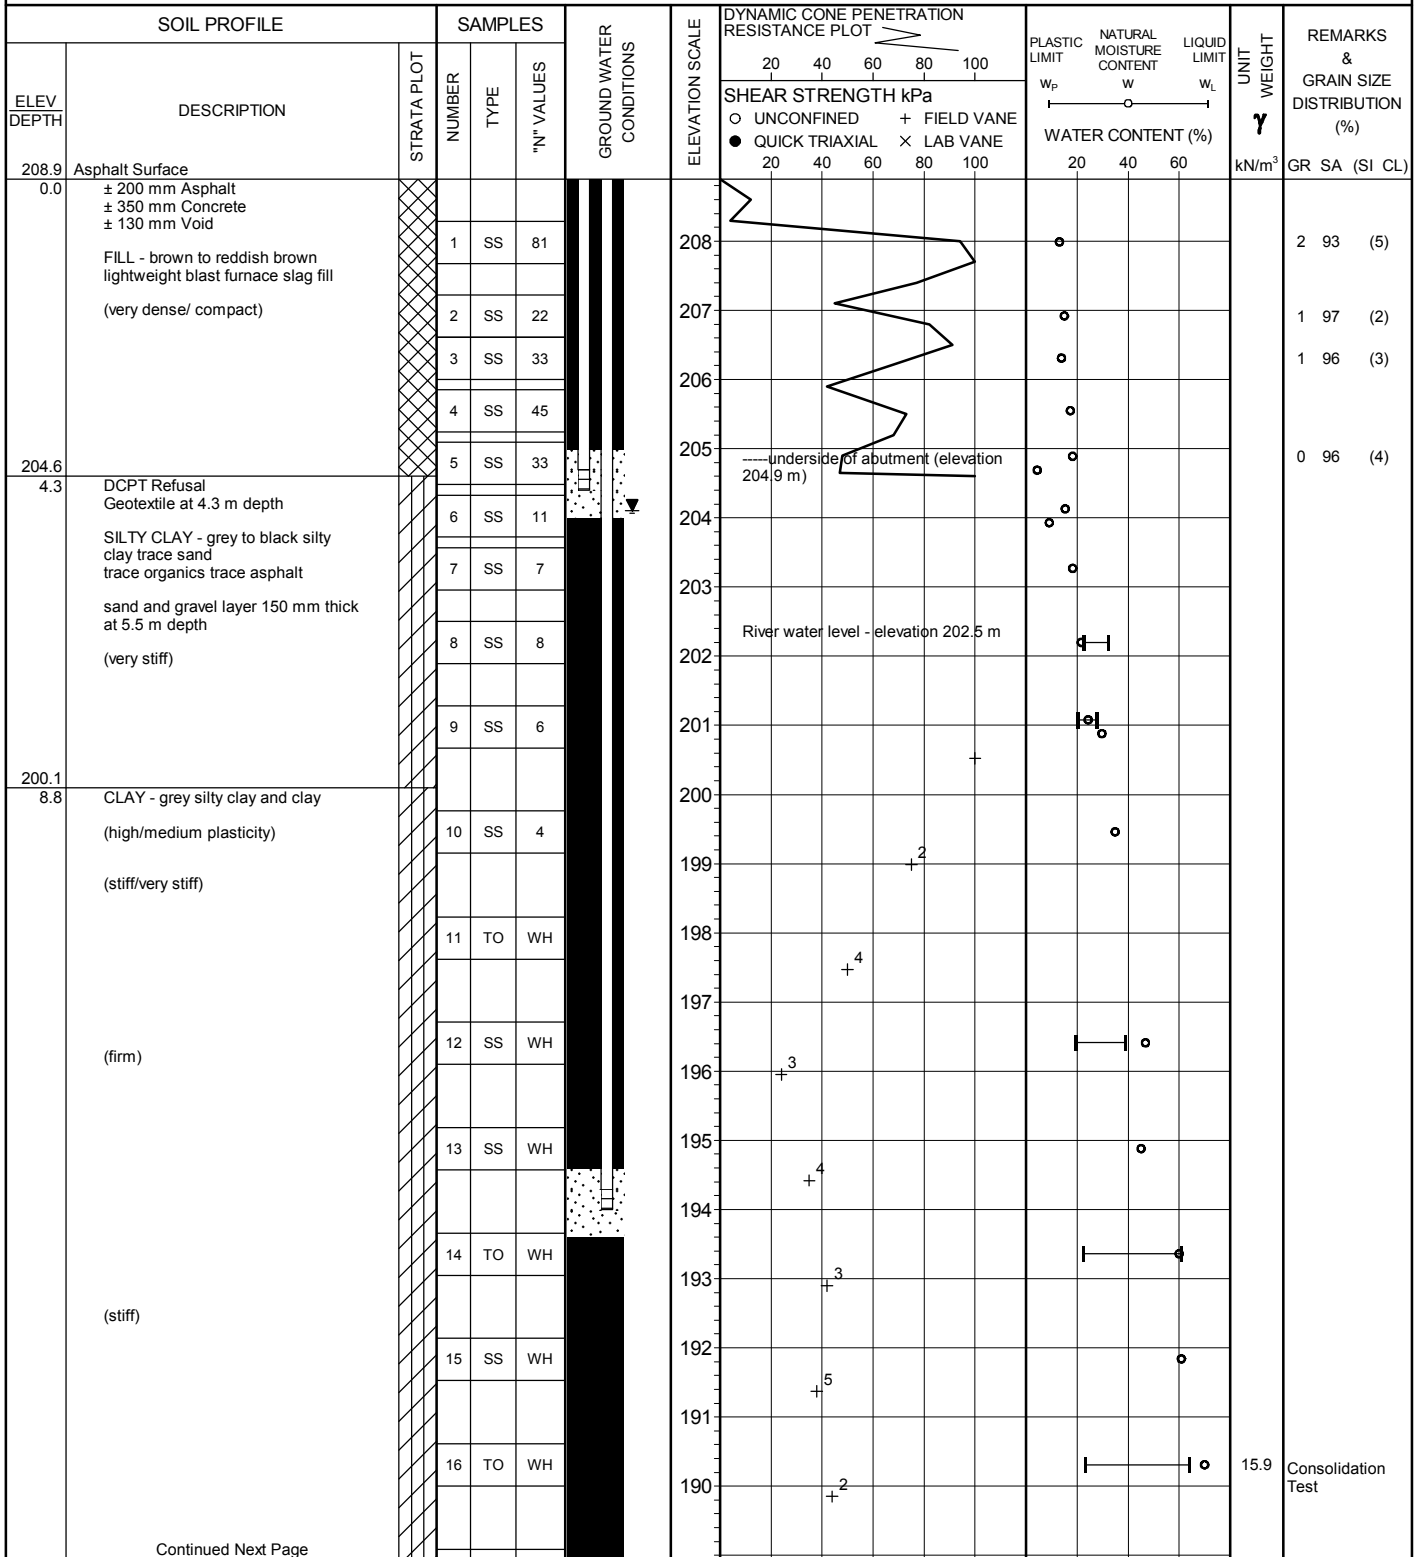 SOIL PROFILE
SAMPLES
GROUND WATER
CONDITIONS
ELEVATION SCALE
DYNAMIC CONE PENETRATION
RESISTANCE PLOT
20 40 60 80 100
PLASTIC
LIMIT
NATURAL
MOISTURE
CONTENT
LIQUID
LIMIT
WP W WL
UNIT
WEIGHT
γ
kN/m³
REMARKS
&
GRAIN SIZE
DISTRIBUTION
(%)
GR SA (SI CL)
ELEV
DEPTH
DESCRIPTION
STRATA PLOT
NUMBER
TYPE
"N" VALUES
SHEAR STRENGTH kPa
UNCONFINED + FIELD VANE
QUICK TRIAXIAL × LAB VANE
20 40 60 80 100
WATER CONTENT (%)
20 40 60
208.9 Asphalt Surface
0.0 ± 200 mm Asphalt
± 350 mm Concrete
± 130 mm Void
1 SS 81
208
2 93 (5)
FILL - brown to reddish brown
lightweight blast furnace slag fill
(very dense/ compact)
207
2 SS 22
1 97 (2)
3 SS 33
1 96 (3)
206
4 SS 45
205
-----underside of abutment (elevation
204.9 m)
5 SS 33
0 96 (4)
204.6
4.3 DCPT Refusal
Geotextile at 4.3 m depth
6 SS 11
204
SILTY CLAY - grey to black silty
clay trace sand
trace organics trace asphalt
7 SS 7
203
sand and gravel layer 150 mm thick
at 5.5 m depth
River water level - elevation 202.5 m
8 SS 8
202
(very stiff)
9 SS 6
201
200.1
8.8 CLAY - grey silty clay and clay
200
(high/medium plasticity)
10 SS 4
2
199
(stiff/very stiff)
11 TO WH
198
4
197
12 SS WH
(firm)
3
196
195
13 SS WH
4
194
14 TO WH
3
193
(stiff)
192
15 SS WH
5
191
16 TO WH
15.9 Consolidation
Test
2
190
Continued Next Page